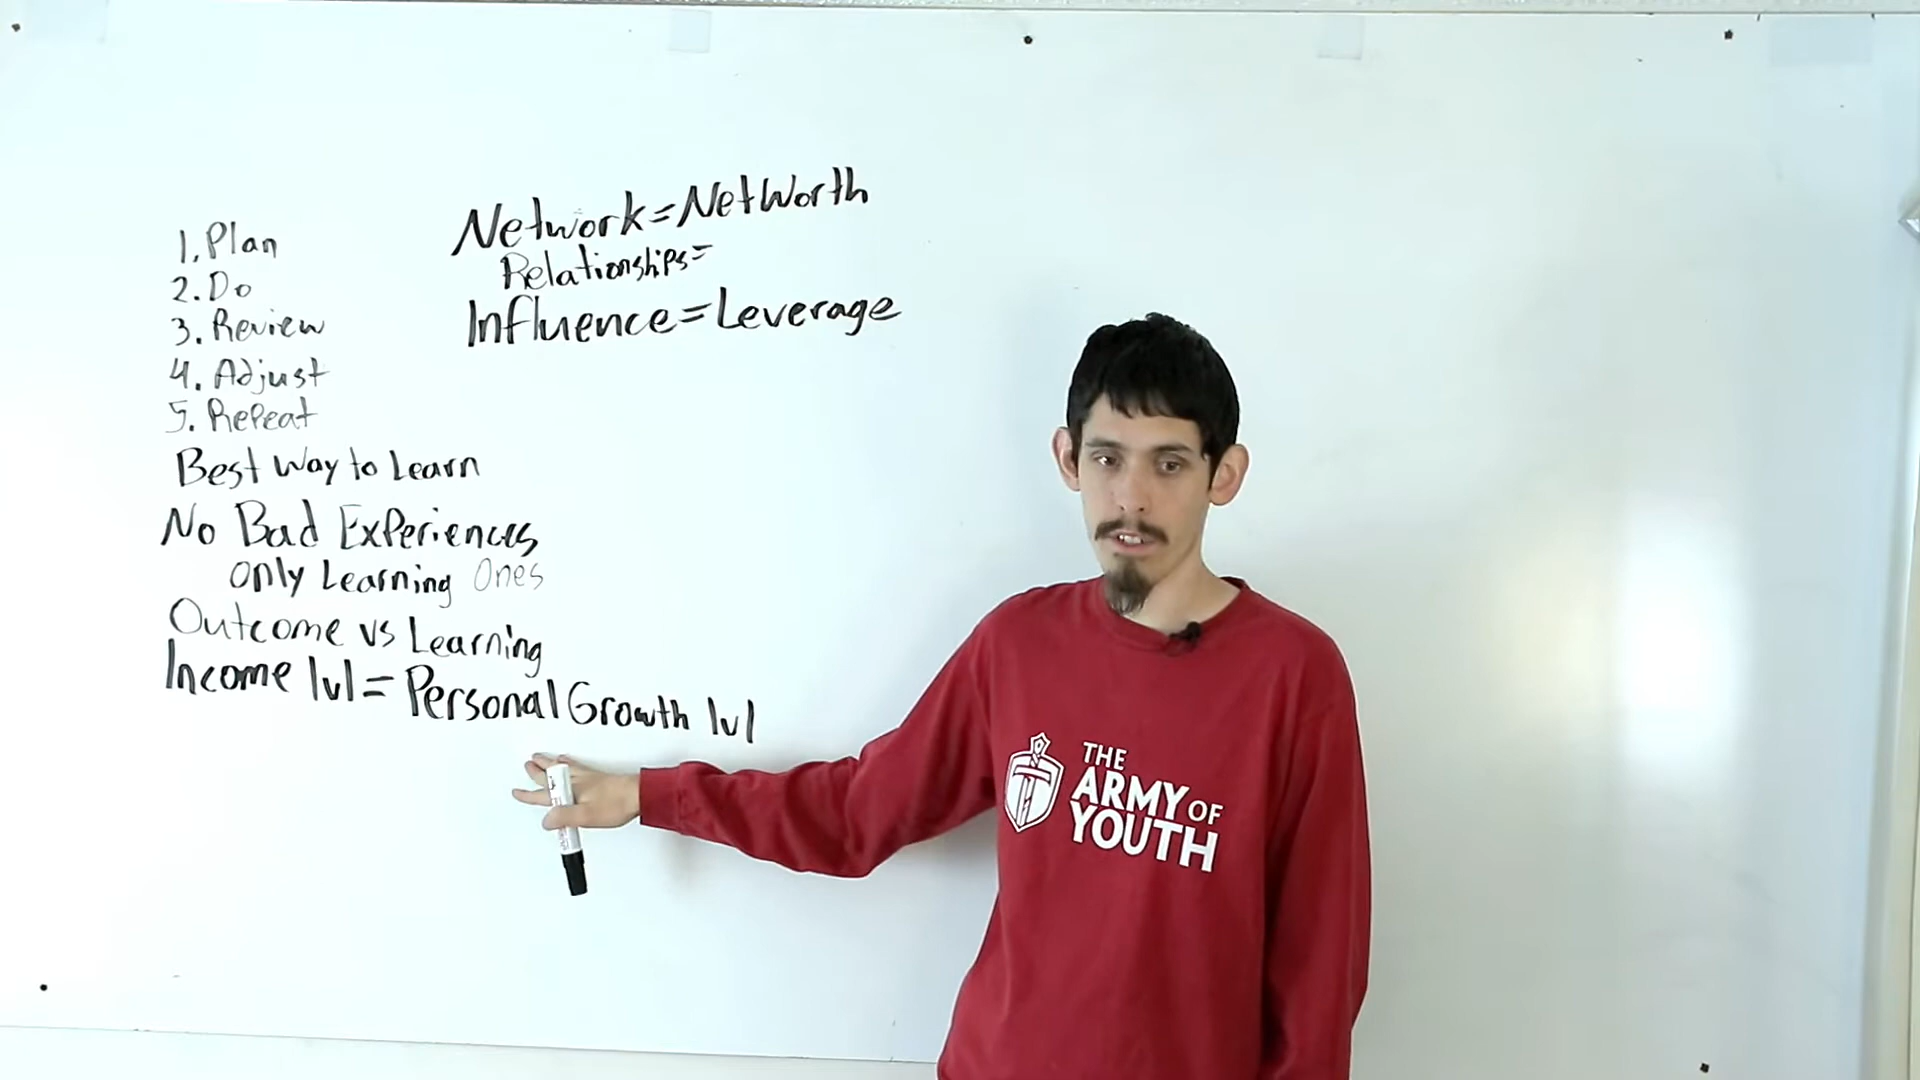 1. Plan
2. Do
3. Review
4. Adjust
5. Repeat
Best Way to Learn
No Bad Experiences
only Learning Ones
Outcome vs Learning
Income lvl = Personal Growth lvl
Network = NetWorth
Relationships =
Influence = Leverage
THE
ARMY OF
YOUTH